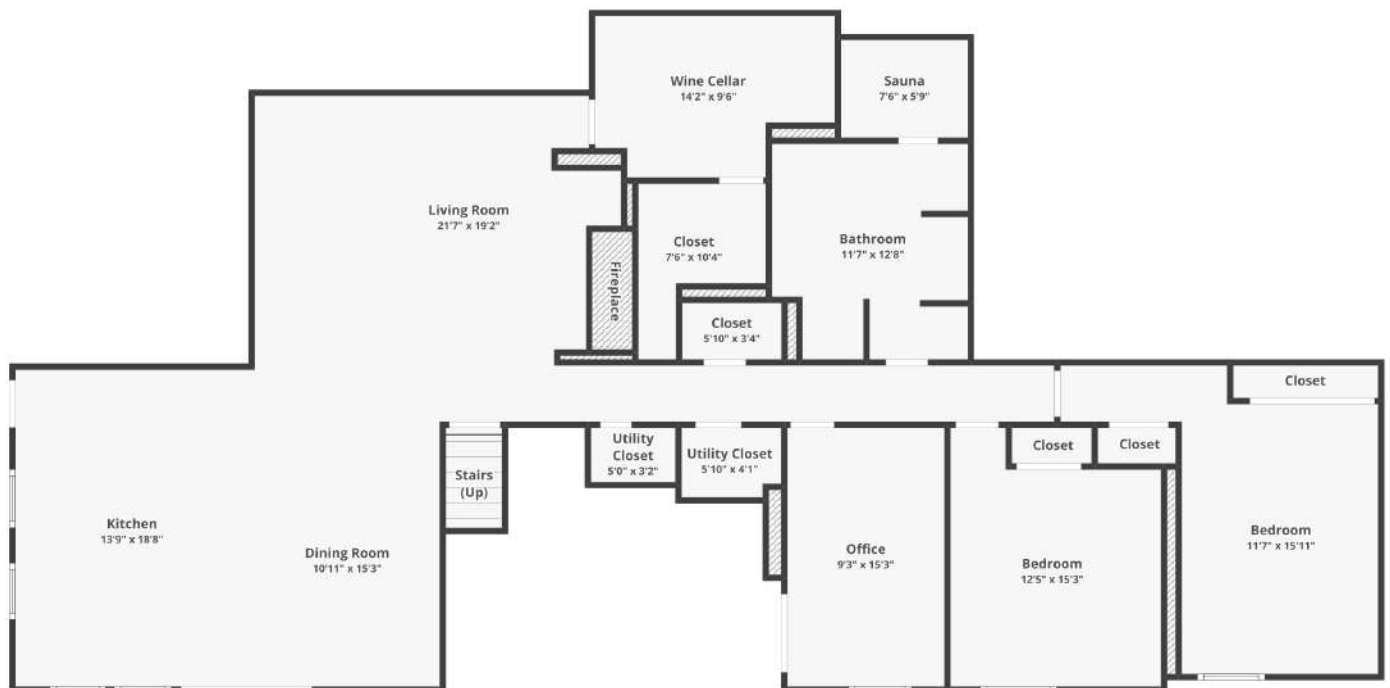 Wine Cellar
14'2" x 9'6"
Sauna
7'6" x 5'9"
Living Room
21'7" x 19'2"
Closet
7'6" x 10'4"
Bathroom
11'7" x 12'8"
Fireplace
Closet
5'10" x 3'4"
Closet
Utility
Closet
5'0" x 3'2"
Utility Closet
5'10" x 4'1"
Closet
Closet
Stairs
(Up)
Kitchen
13'9" x 18'8"
Dining Room
10'11" x 15'3"
Office
9'3" x 15'3"
Bedroom
12'5" x 15'3"
Bedroom
11'7" x 15'11"